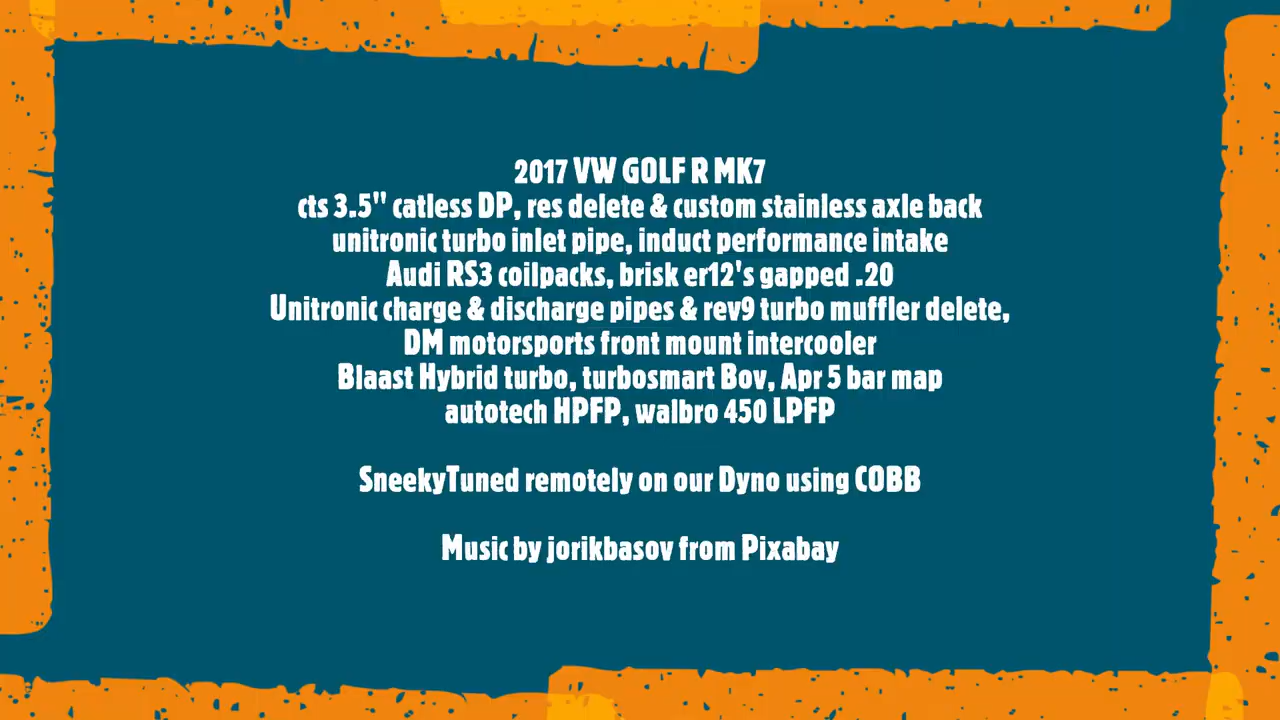 2017 VW GOLF R MK7
cts 3.5" catless DP, res delete & custom stainless axle back
unitronic turbo inlet pipe, induct performance intake
Audi RS3 coilpacks, brisk er12's gapped .20
Unitronic charge & discharge pipes & rev9 turbo muffler delete,
DM motorsports front mount intercooler
Blaast Hybrid turbo, turbosmart Bov, Apr 5 bar map
autotech HPFP, walbro 450 LPFP
SneekyTuned remotely on our Dyno using COBB
Music by jorikbasov from Pixabay